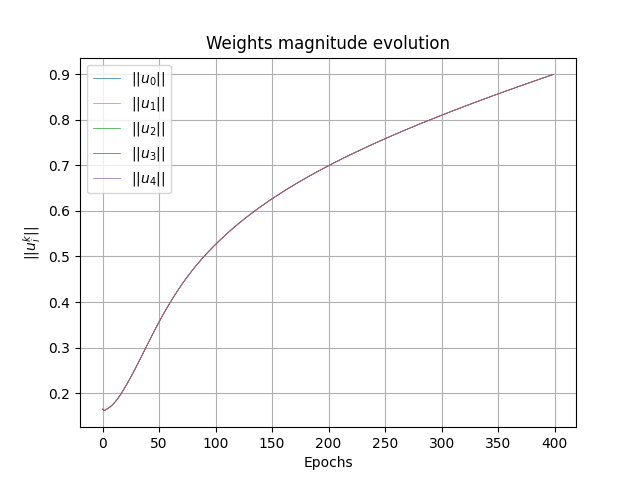 Weights magnitude evolution
||u₀||
||u₁||
||u₂||
||u₃||
||u₄||
||uᵢᵏ||
0.9
0.8
0.7
0.6
0.5
0.4
0.3
0.2
0 50 100 150 200 250 300 350 400
Epochs